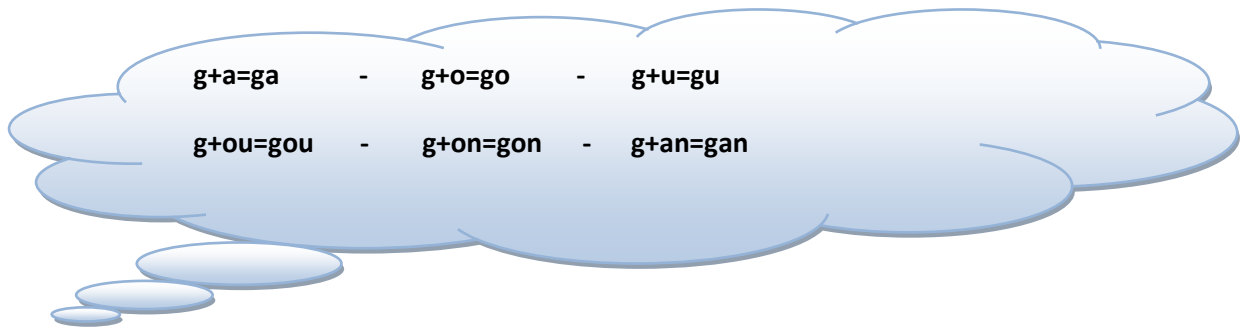 g+a=ga - g+o=go - g+u=gu
g+ou=gou - g+on=gon - g+an=gan